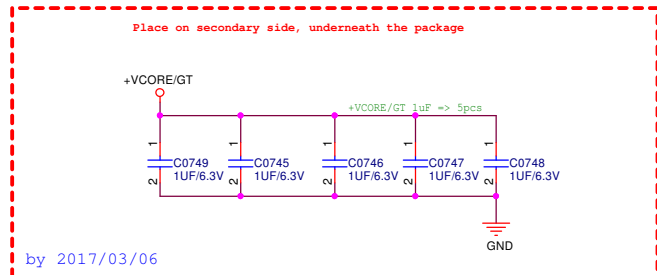 Place on secondary side, underneath the package
+VCORE/GT
+VCORE/GT 1uF => 5pcs
1 1 1 1 1
C0749 C0745 C0746 C0747 C0748
1UF/6.3V 1UF/6.3V 1UF/6.3V 1UF/6.3V 1UF/6.3V
2 2 2 2 2
GND
by 2017/03/06